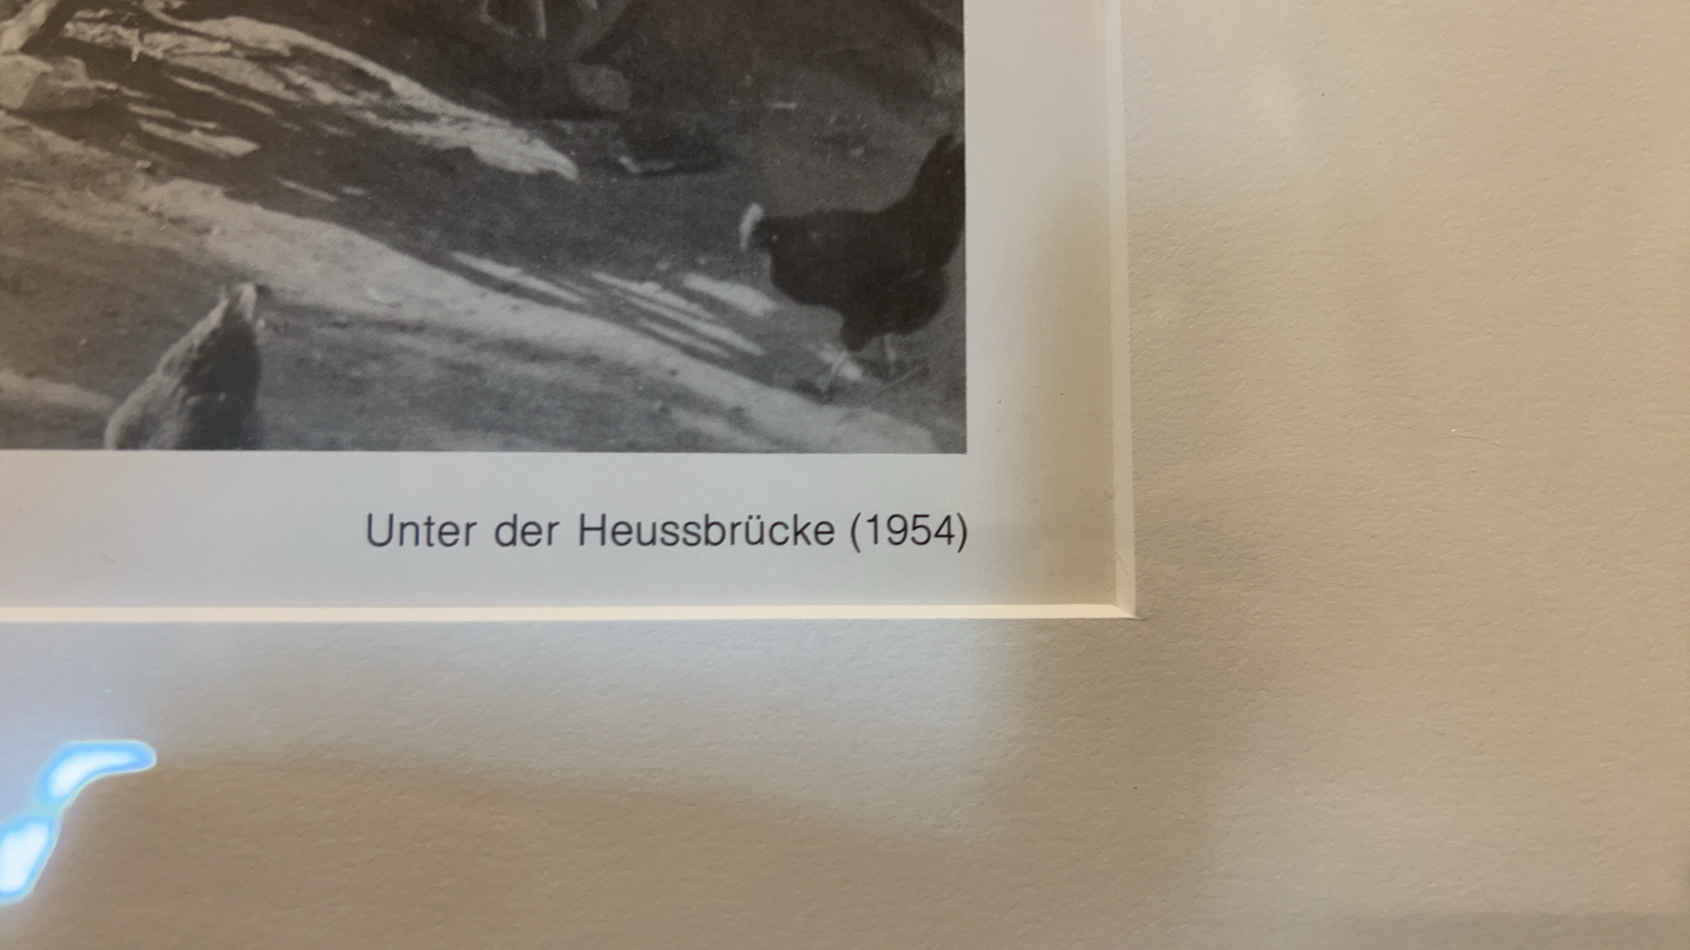 Unter der Heussbrücke (1954)